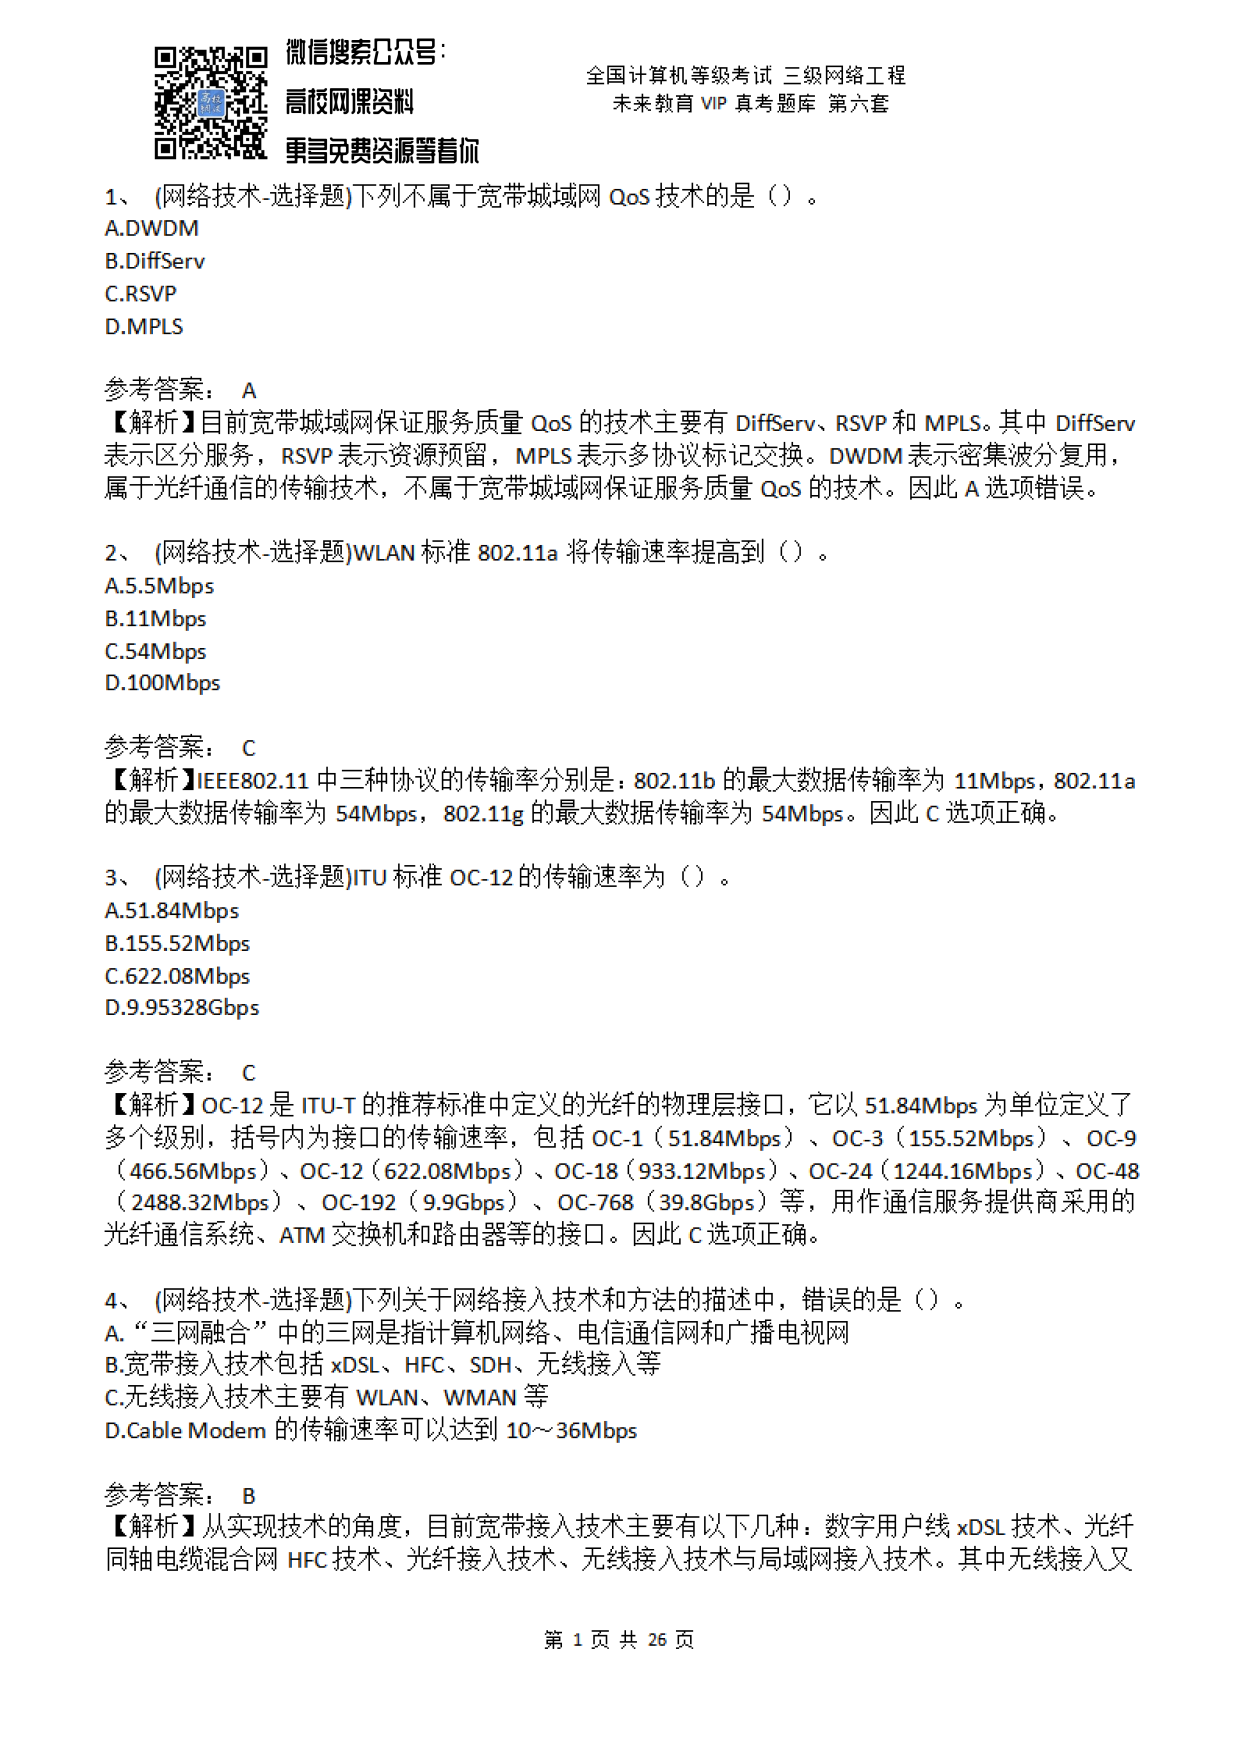 微信搜索公众号：
高校网课资料
更多免费资源等着你
全国计算机等级考试 三级网络工程
未来教育 VIP 真考题库 第六套
1、 (网络技术-选择题)下列不属于宽带城域网 QoS 技术的是（）。
A.DWDM
B.DiffServ
C.RSVP
D.MPLS
参考答案： A
【解析】目前宽带城域网保证服务质量 QoS 的技术主要有 DiffServ、RSVP 和 MPLS。其中 DiffServ
表示区分服务，RSVP 表示资源预留，MPLS 表示多协议标记交换。DWDM 表示密集波分复用，
属于光纤通信的传输技术，不属于宽带城域网保证服务质量 QoS 的技术。因此 A 选项错误。
2、 (网络技术-选择题)WLAN 标准 802.11a 将传输速率提高到（）。
A.5.5Mbps
B.11Mbps
C.54Mbps
D.100Mbps
参考答案： C
【解析】IEEE802.11 中三种协议的传输率分别是：802.11b 的最大数据传输率为 11Mbps，802.11a
的最大数据传输率为 54Mbps，802.11g 的最大数据传输率为 54Mbps。因此 C 选项正确。
3、 (网络技术-选择题)ITU 标准 OC-12 的传输速率为（）。
A.51.84Mbps
B.155.52Mbps
C.622.08Mbps
D.9.95328Gbps
参考答案： C
【解析】OC-12 是 ITU-T 的推荐标准中定义的光纤的物理层接口，它以 51.84Mbps 为单位定义了
多个级别，括号内为接口的传输速率，包括 OC-1（51.84Mbps）、OC-3（155.52Mbps）、OC-9
（466.56Mbps）、OC-12（622.08Mbps）、OC-18（933.12Mbps）、OC-24（1244.16Mbps）、OC-48
（2488.32Mbps）、OC-192（9.9Gbps）、OC-768（39.8Gbps）等，用作通信服务提供商采用的
光纤通信系统、ATM 交换机和路由器等的接口。因此 C 选项正确。
4、 (网络技术-选择题)下列关于网络接入技术和方法的描述中，错误的是（）。
A.“三网融合”中的三网是指计算机网络、电信通信网和广播电视网
B.宽带接入技术包括 xDSL、HFC、SDH、无线接入等
C.无线接入技术主要有 WLAN、WMAN 等
D.Cable Modem 的传输速率可以达到 10～36Mbps
参考答案： B
【解析】从实现技术的角度，目前宽带接入技术主要有以下几种：数字用户线 xDSL 技术、光纤
同轴电缆混合网 HFC 技术、光纤接入技术、无线接入技术与局域网接入技术。其中无线接入又
第 1 页 共 26 页